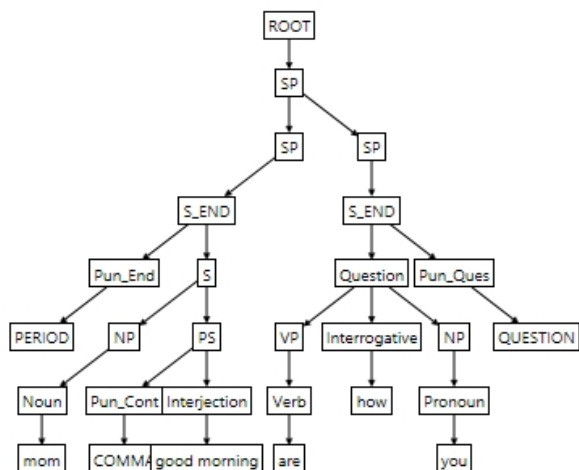 ROOT
SP
SP SP
S_END S_END
Pun_End S Question Pun_Ques
PERIOD NP PS VP Interrogative NP QUESTION
Noun Pun_Cont Interjection Verb how Pronoun
mom COMMA good morning are you